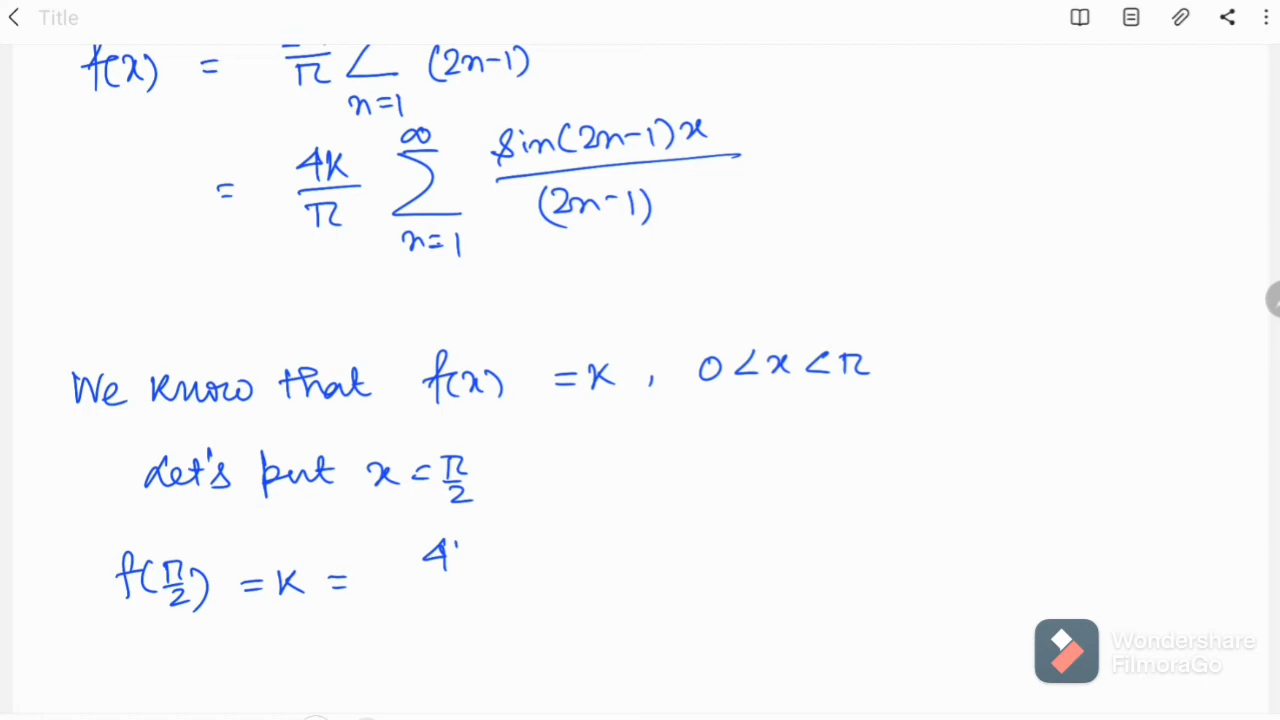 Title
f(x) = π ∑ n=1 (2n-1)
= 4K/π ∑ n=1 ∞ sin(2n-1)x / (2n-1)
We know that f(x) = K, 0 < x < π
Let's put x = π/2
f(π/2) = K = 4
Wondershare
FilmoraGo